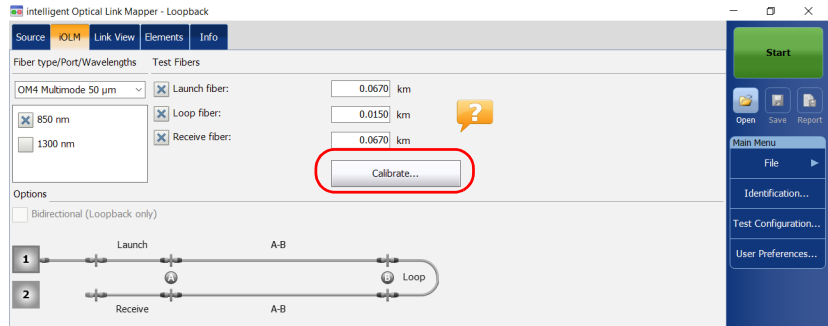 intelligent Optical Link Mapper - Loopback
Source iOLM Link View Elements Info
Fiber type/Port/Wavelengths Test Fibers
OM4 Multimode 50 µm
Launch fiber: 0.0670 km
850 nm
Loop fiber: 0.0150 km
?
1300 nm
Receive fiber: 0.0670 km
Calibrate...
Options
Bidirectional (Loopback only)
Launch A-B
1
A B Loop
2
Receive A-B
Start
Open Save Report
Main Menu
File
Identification...
Test Configuration...
User Preferences...